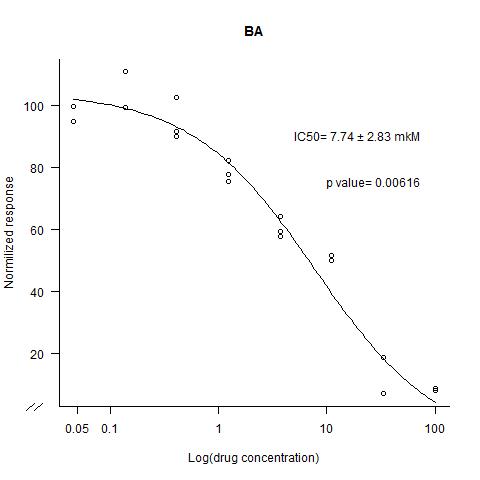 BA
IC50= 7.74 ± 2.83 mkM
p value= 0.00616
Normilized response
100
80
60
40
20
0.05 0.1 1 10 100
Log(drug concentration)